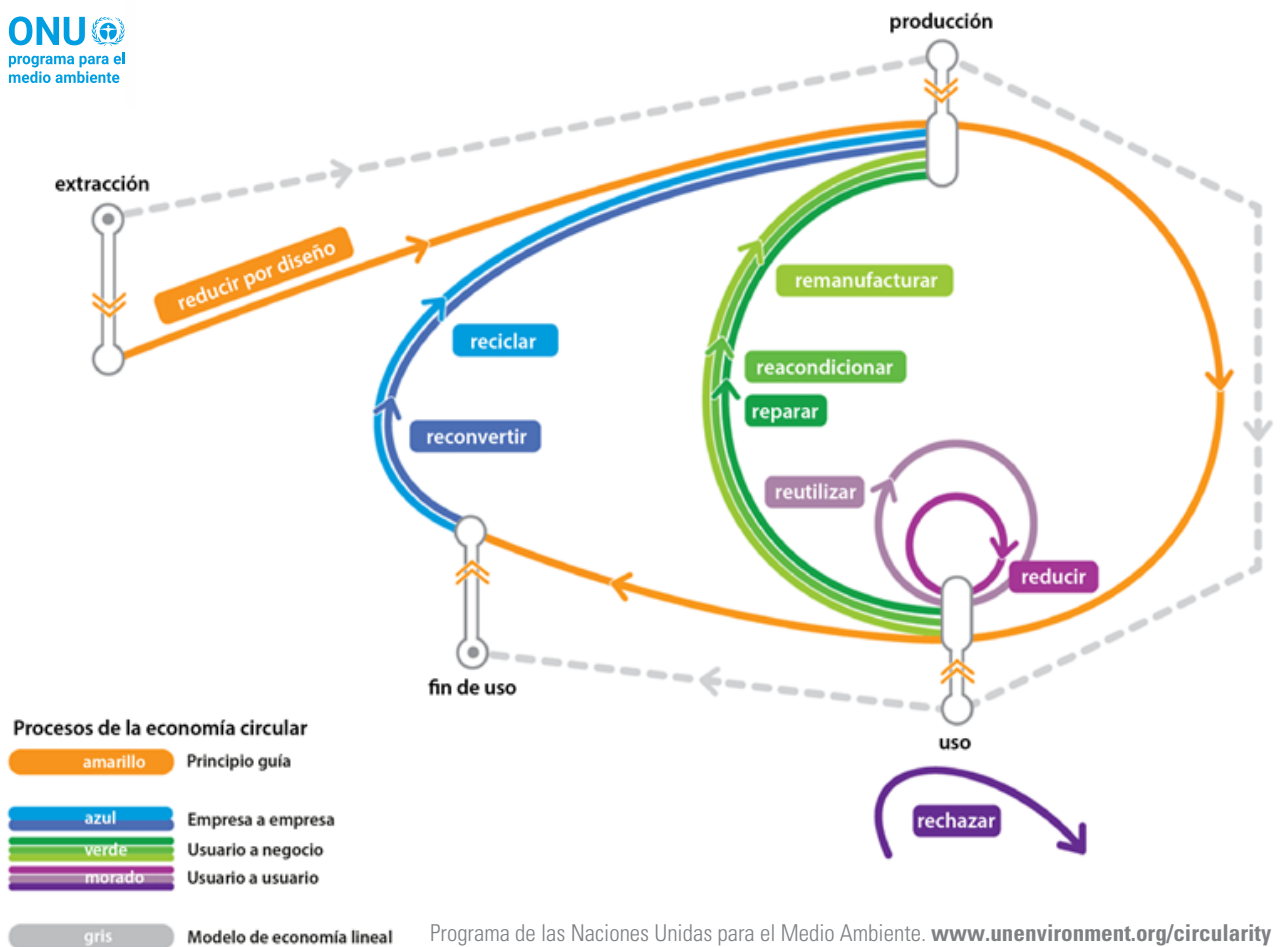 ONU
programa para el
medio ambiente
producción
extracción
reducir por diseño
remanufacturar
reciclar
reacondicionar
reparar
reconvertir
reutilizar
reducir
fin de uso
uso
rechazar
Procesos de la economía circular
amarillo Principio guía
azul Empresa a empresa
verde Usuario a negocio
morado Usuario a usuario
gris Modelo de economía lineal
Programa de las Naciones Unidas para el Medio Ambiente. www.unenvironment.org/circularity